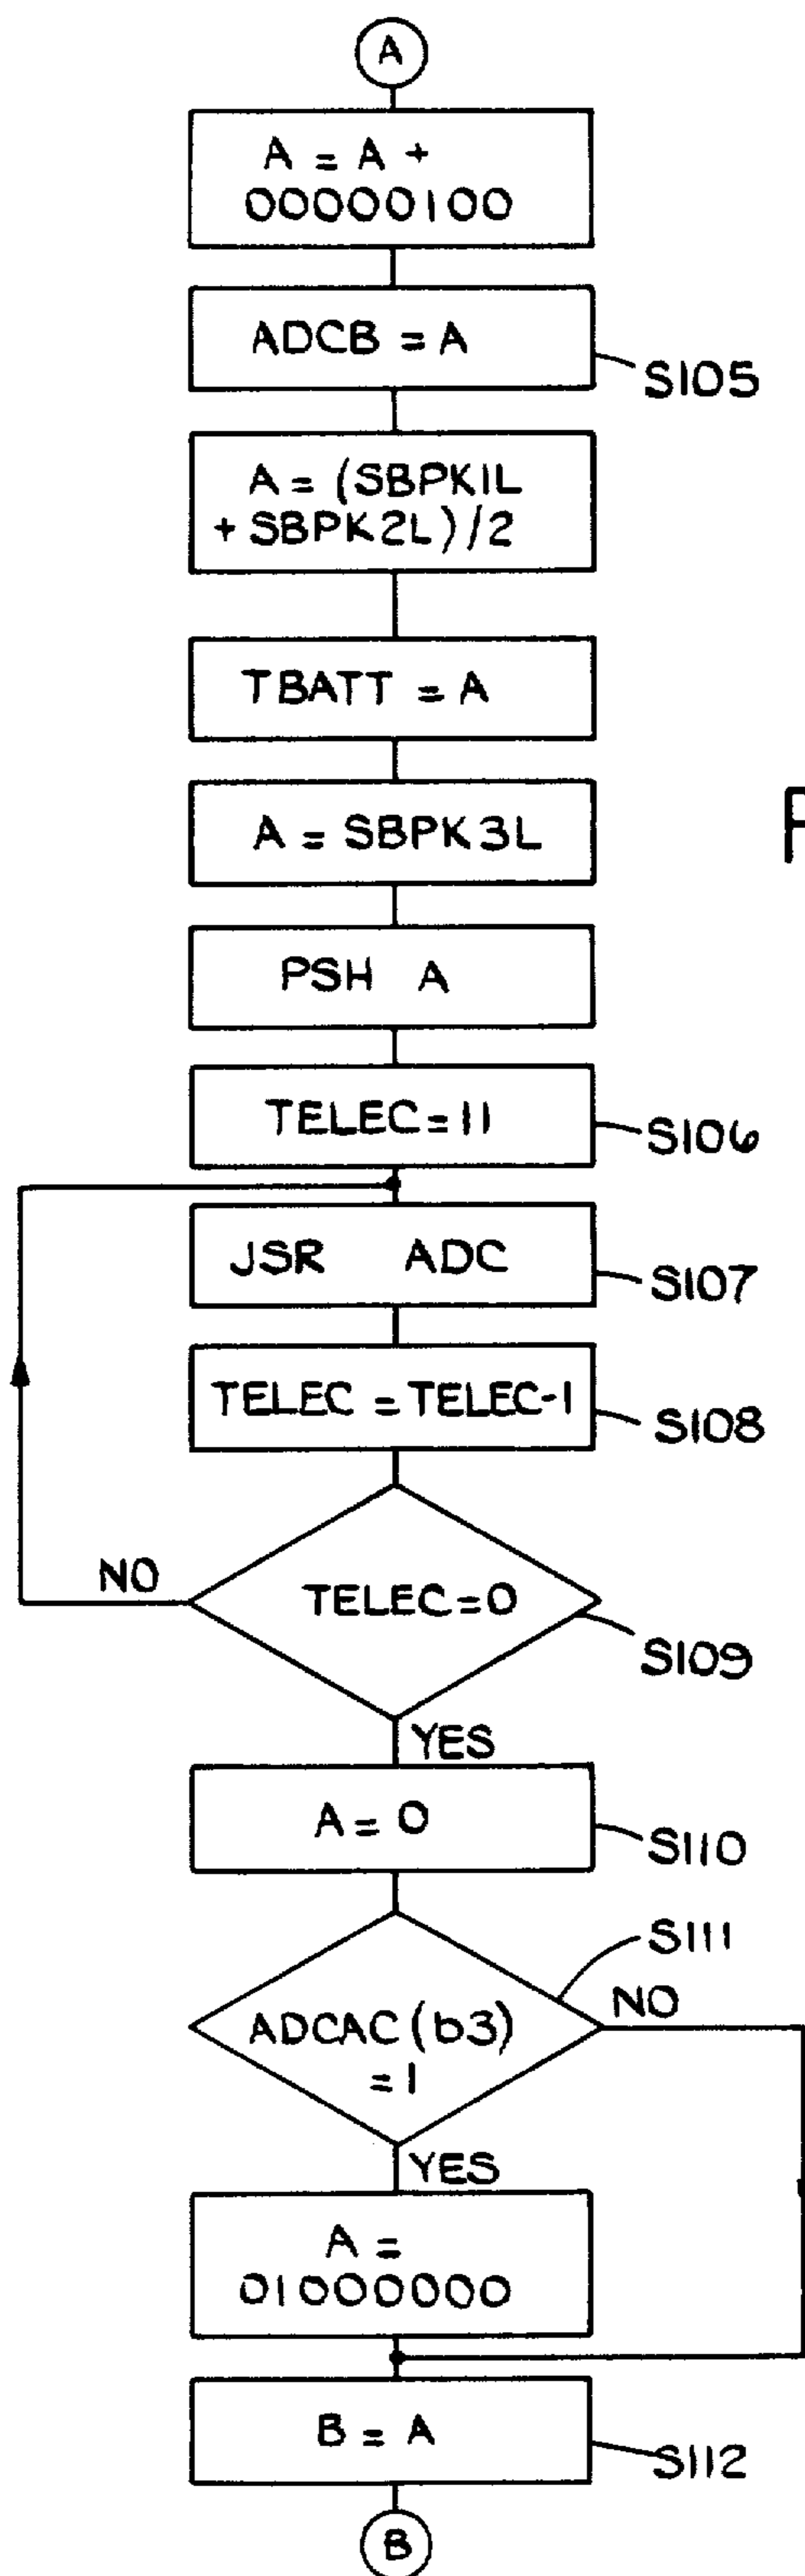 A
A = A +
00000100
ADCB = A
S105
A = (SBPK1L
+ SBPK2L)/2
TBATT = A
A = SBPK3L
PSH A
TELEC=11
S106
JSR ADC
S107
TELEC = TELEC-1
S108
NO
TELEC=0
S109
YES
A = 0
S110
S111
ADCAC(b3)
=1
NO
YES
A =
01000000
B = A
S112
B